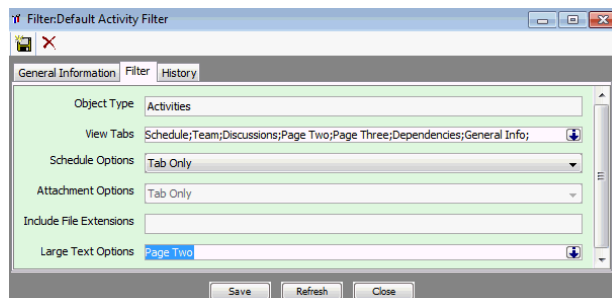 Filter:Default Activity Filter
General Information Filter History
Object Type Activities
View Tabs Schedule;Team;Discussions;Page Two;Page Three;Dependencies;General Info;
Schedule Options Tab Only
Attachment Options Tab Only
Include File Extensions
Large Text Options Page Two
Save Refresh Close